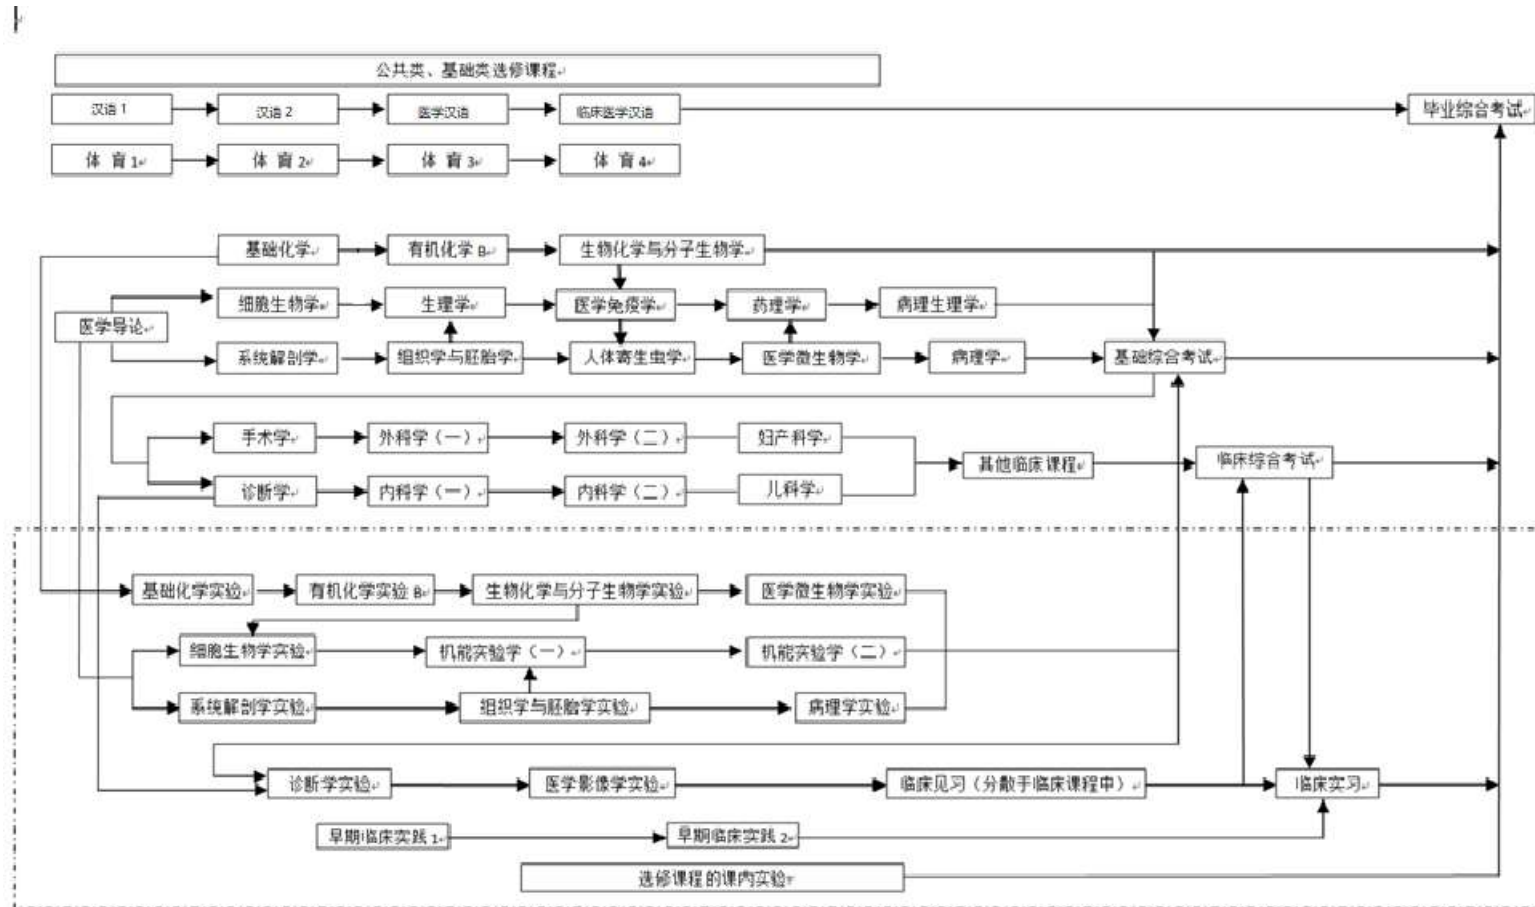 公共类、基础类选修课程
汉语1 汉语2 医学汉语 临床医学汉语 毕业综合考试
体 育1 体 育2 体 育3 体 育4
基础化学 有机化学B 生物化学与分子生物学
细胞生物学 生理学 医学免疫学 药理学 病理生理学
医学导论
系统解剖学 组织学与胚胎学 人体寄生虫学 医学微生物学 病理学 基础综合考试
手术学 外科学（一） 外科学（二） 妇产科学
其他临床课程 临床综合考试
诊断学 内科学（一） 内科学（二） 儿科学
基础化学实验 有机化学实验B 生物化学与分子生物学实验 医学微生物学实验
细胞生物学实验 机能实验学（一） 机能实验学（二）
系统解剖学实验 组织学与胚胎学实验 病理学实验
诊断学实验 医学影像学实验 临床见习（分散于临床课程中） 临床实习
早期临床实践1 早期临床实践2
选修课程的课内实验